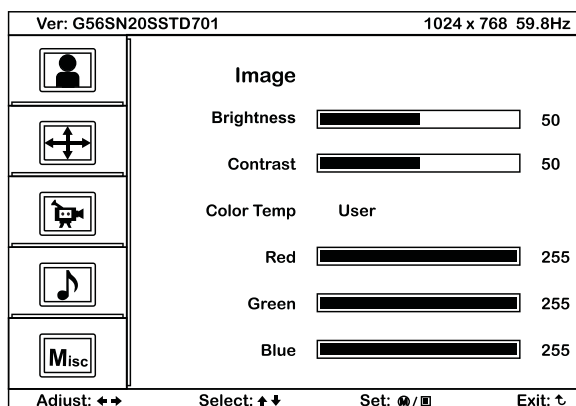 Ver: G56SN20SSTD701 1024 x 768 59.8Hz
Image
Brightness 50
Contrast 50
Color Temp User
Red 255
Green 255
Blue 255
Misc
Adjust: Select: Set: M / Exit: